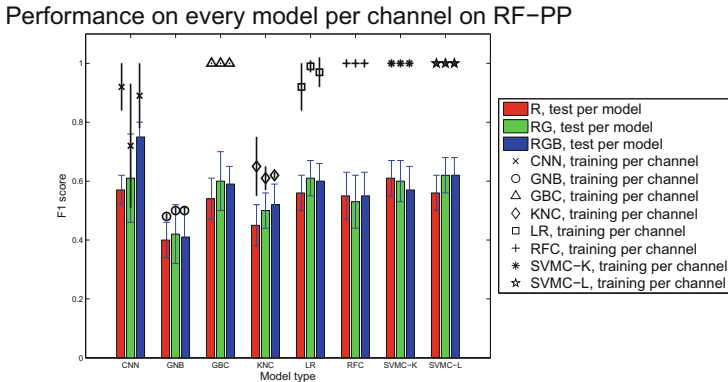 Performance on every model per channel on RF−PP
1
0.8
0.6
0.4
0.2
0
F1 score
CNN GNB GBC KNC LR RFC SVMC−K SVMC−L
Model type
R, test per model
RG, test per model
RGB, test per model
CNN, training per channel
GNB, training per channel
GBC, training per channel
KNC, training per channel
LR, training per channel
RFC, training per channel
SVMC−K, training per channel
SVMC−L, training per channel